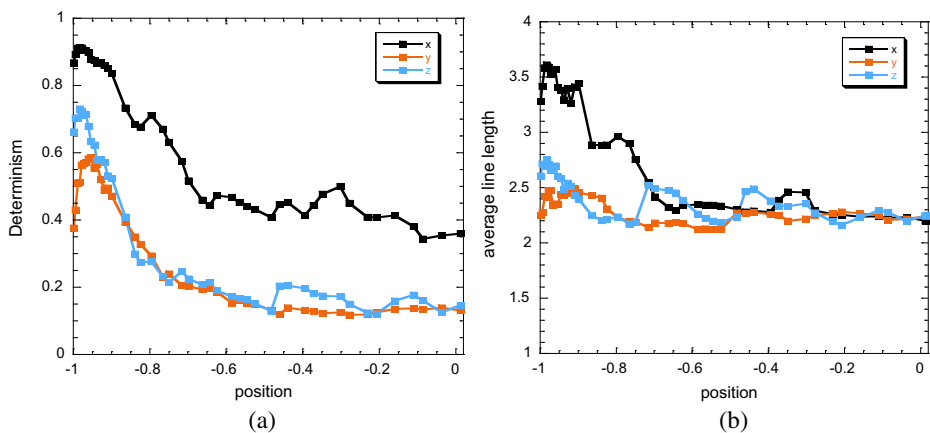 1
0.8
0.6
0.4
0.2
0
Determinism
x
y
z
-1
-0.8
-0.6
-0.4
-0.2
0
position
(a)
4
3.5
3
2.5
2
1.5
1
average line length
x
y
z
-1
-0.8
-0.6
-0.4
-0.2
0
position
(b)